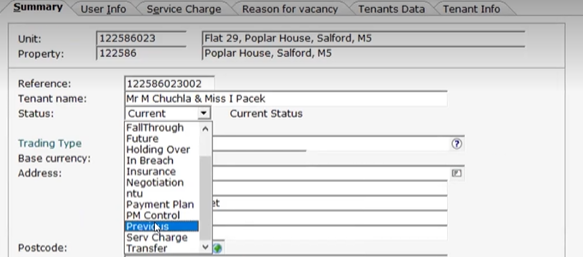 Summary User Info Service Charge Reason for vacancy Tenants Data Tenant Info
Unit: 122586023 Flat 29, Poplar House, Salford, M5
Property: 122586 Poplar House, Salford, M5
Reference: 122586023002
Tenant name: Mr M Chuchla & Miss I Pacek
Status: Current Current Status
FallThrough
Future
Trading Type Holding Over ?
Base currency: In Breach
Address: Insurance
Negotiation
ntu
Payment Plan et
PM Control
Previous
Serv Charge
Postcode: Transfer